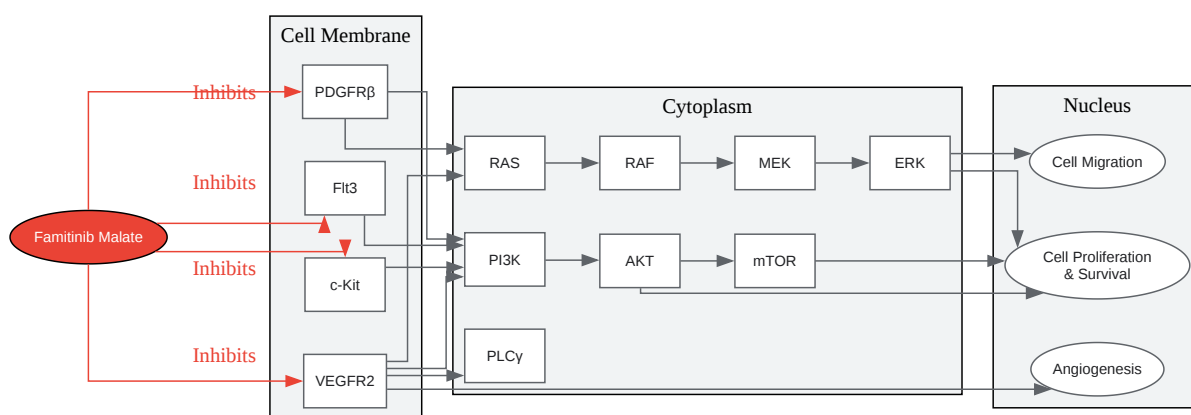 Cell Membrane
Inhibits
PDGFRβ
Cytoplasm
Nucleus
RAS
RAF
MEK
ERK
Cell Migration
Inhibits
Flt3
Famitinib Malate
Inhibits
c-Kit
PI3K
AKT
mTOR
Cell Proliferation
& Survival
Inhibits
VEGFR2
PLCγ
Angiogenesis